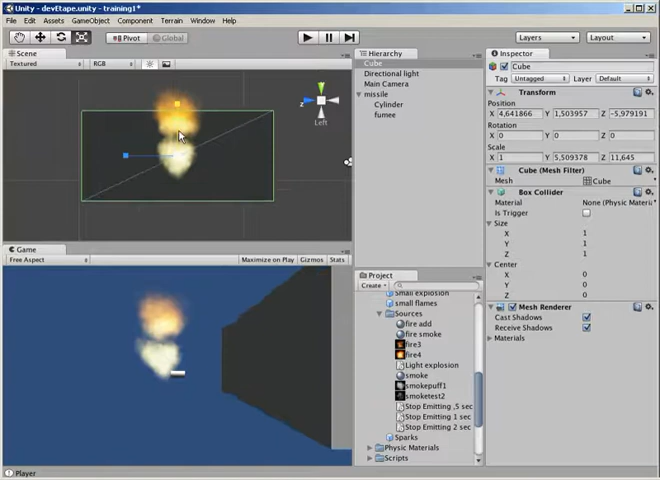 Unity - devEtape.unity - training1*
File Edit Assets GameObject Component Terrain Window Help
Pivot Global Layers Layout
Scene
Textured RGB
z Left
Game
Free Aspect Maximize on Play Gizmos Stats
Hierarchy
Cube
Directional light
Main Camera
missile
Cylinder
fumee
Project
Create
Small explosion
small flames
Sources
fire add
fire smoke
fire3
fire4
Light explosion
smoke
smokepuff1
smoketest2
Stop Emitting ,5 sec
Stop Emitting 1 sec
Stop Emitting 2 sec
Sparks
Physic Materials
Scripts
Inspector
Cube
Tag Untagged Layer Default
Transform
Position
X 4,641866 Y 1,503957 Z -5,979191
Rotation
X 0 Y 0 Z 0
Scale
X 1 Y 5,509378 Z 11,645
Cube (Mesh Filter)
Mesh Cube
Box Collider
Material None (Physic Materi
Is Trigger
Size
X 1
Y 1
Z 1
Center
X 0
Y 0
Z 0
Mesh Renderer
Cast Shadows
Receive Shadows
Materials
Player